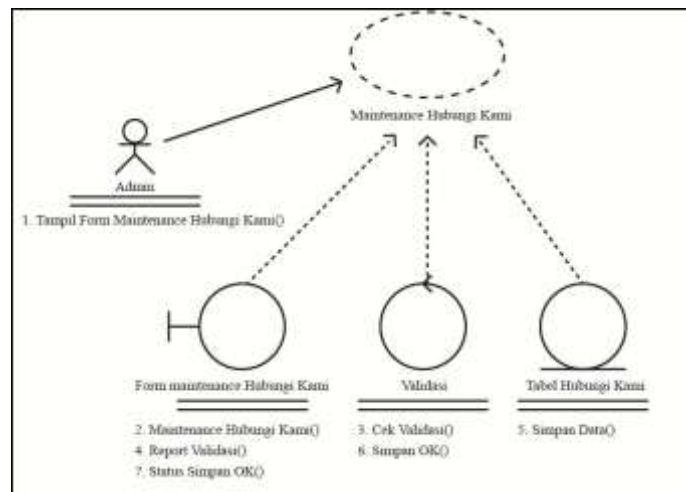 Maintenance Hubungi Kami
Admin
1. Tampil Form Maintenance Hubungi Kami()
Form maintenance Hubungi Kami
Validasi
Tabel Hubungi Kami
2. Maintenance Hubungi Kami()
4. Report Validasi()
7. Status Simpan OK()
3. Cek Validasi()
6. Simpan OK()
5. Simpan Data()